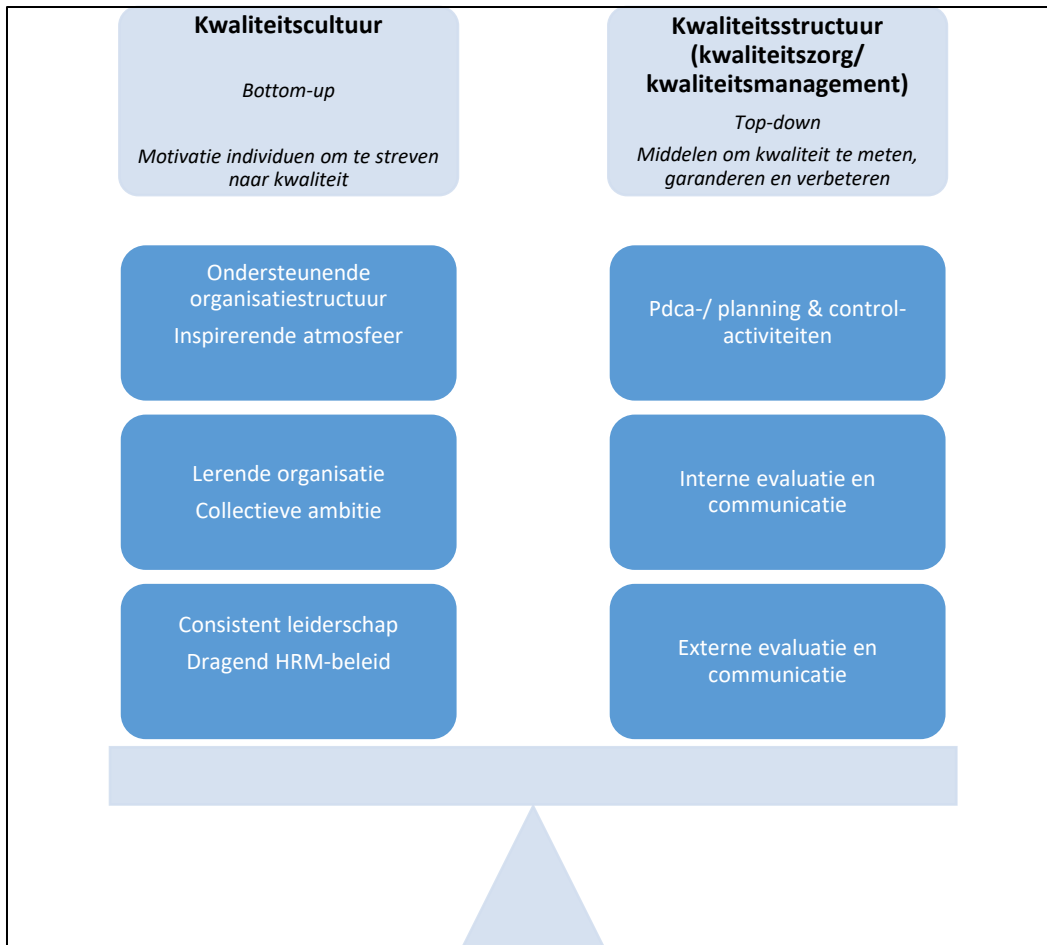 Kwaliteitscultuur
Bottom-up
Motivatie individuen om te streven
naar kwaliteit
Kwaliteitsstructuur
(kwaliteitszorg/
kwaliteitsmanagement)
Top-down
Middelen om kwaliteit te meten,
garanderen en verbeteren
Ondersteunende
organisatiestructuur
Inspirerende atmosfeer
Pdca-/ planning & control-
activiteiten
Lerende organisatie
Collectieve ambitie
Interne evaluatie en
communicatie
Consistent leiderschap
Dragend HRM-beleid
Externe evaluatie en
communicatie